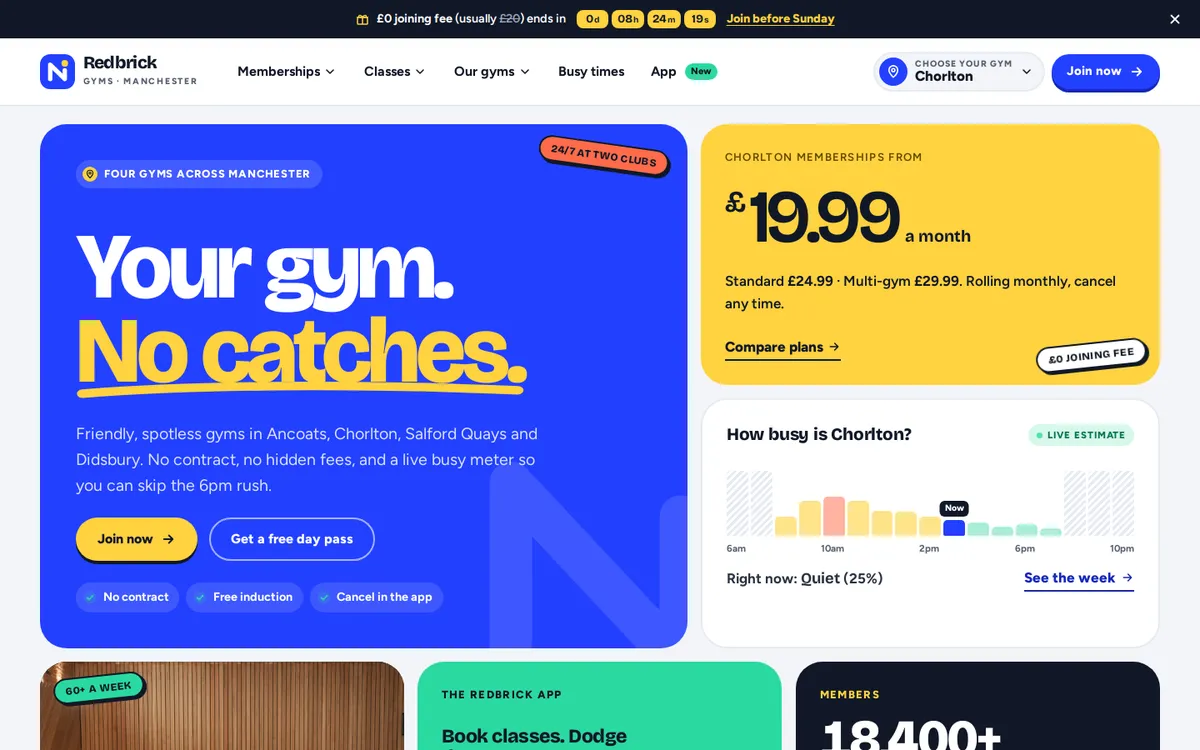 £0 joining fee (usually £20) ends in 0d 08h 24m 19s Join before Sunday
Redbrick
GYMS · MANCHESTER
Memberships
Classes
Our gyms
Busy times
App
New
CHOOSE YOUR GYM
Chorlton
Join now
FOUR GYMS ACROSS MANCHESTER
24/7 AT TWO CLUBS
Your gym.
No catches.
Friendly, spotless gyms in Ancoats, Chorlton, Salford Quays and
Didsbury. No contract, no hidden fees, and a live busy meter so
you can skip the 6pm rush.
Join now
Get a free day pass
No contract
Free induction
Cancel in the app
CHORLTON MEMBERSHIPS FROM
£19.99 a month
Standard £24.99 · Multi-gym £29.99. Rolling monthly, cancel
any time.
Compare plans
£0 JOINING FEE
How busy is Chorlton?
LIVE ESTIMATE
Now
6am 10am 2pm 6pm 10pm
Right now: Quiet (25%)
See the week
60+ A WEEK
THE REDBRICK APP
Book classes. Dodge
MEMBERS
18,400+